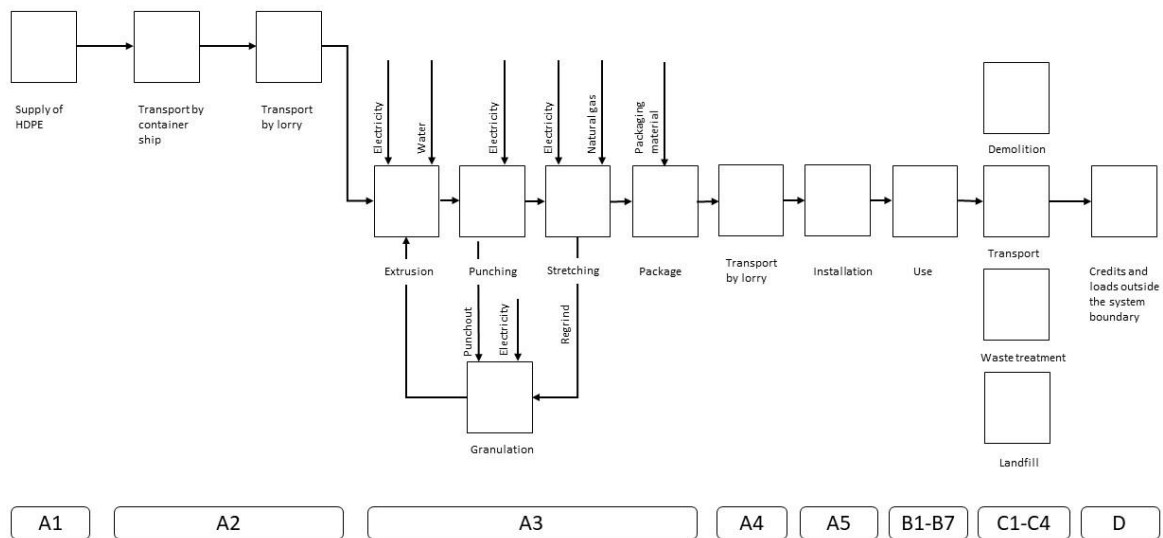 Supply of
HDPE
Transport by
container
ship
Transport
by lorry
Electricity
Water
Electricity
Electricity
Natural gas
Packaging
material
Extrusion
Punching
Stretching
Package
Transport
by lorry
Installation
Use
Demolition
Transport
Waste treatment
Landfill
Credits and
loads outside
the system
boundary
Punchout
Electricity
Regrind
Granulation
A1
A2
A3
A4
A5
B1-B7
C1-C4
D